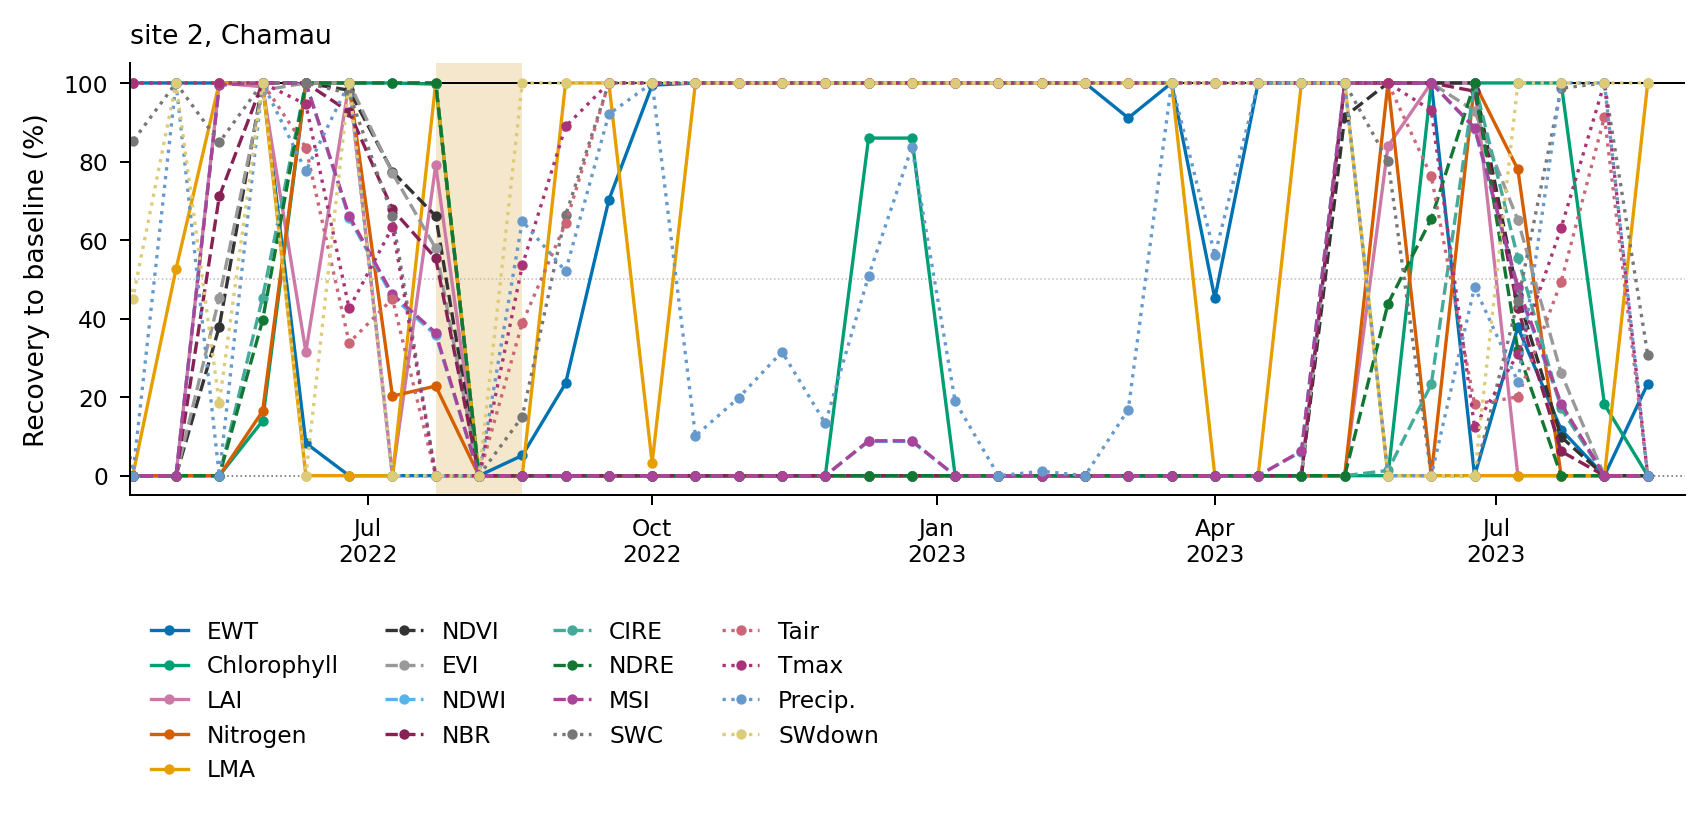 site 2, Chamau
Recovery to baseline (%)
100
80
60
40
20
0
Jul
2022
Oct
2022
Jan
2023
Apr
2023
Jul
2023
EWT
Chlorophyll
LAI
Nitrogen
LMA
NDVI
EVI
NDWI
NBR
CIRE
NDRE
MSI
SWC
Tair
Tmax
Precip.
SWdown